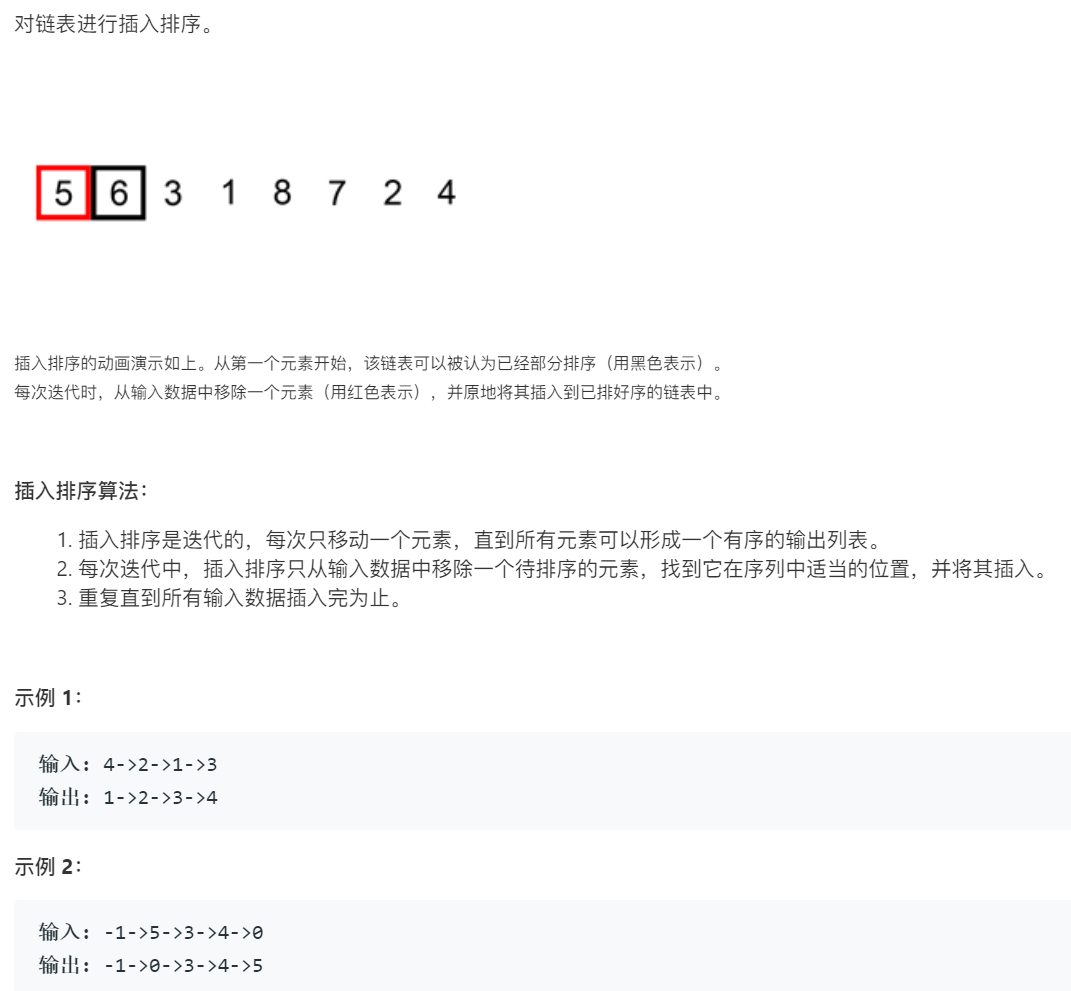 对链表进行插入排序。
5 6 3 1 8 7 2 4
插入排序的动画演示如上。从第一个元素开始，该链表可以被认为已经部分排序（用黑色表示）。
每次迭代时，从输入数据中移除一个元素（用红色表示），并原地将其插入到已排好序的链表中。
插入排序算法：
1. 插入排序是迭代的，每次只移动一个元素，直到所有元素可以形成一个有序的输出列表。
2. 每次迭代中，插入排序只从输入数据中移除一个待排序的元素，找到它在序列中适当的位置，并将其插入。
3. 重复直到所有输入数据插入完为止。
示例 1：
输入: 4->2->1->3
输出: 1->2->3->4
示例 2：
输入: -1->5->3->4->0
输出: -1->0->3->4->5